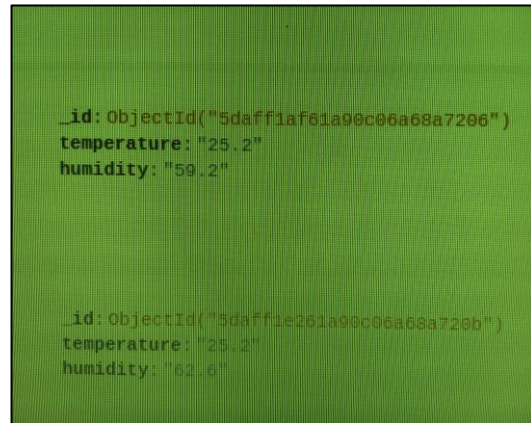 _id: ObjectId("5daff1af61a90c06a68a7206")
temperature: "25.2"
humidity: "59.2"
_id: ObjectId("5daff1e261a90c06a68a720b")
temperature: "25.2"
humidity: "62.6"